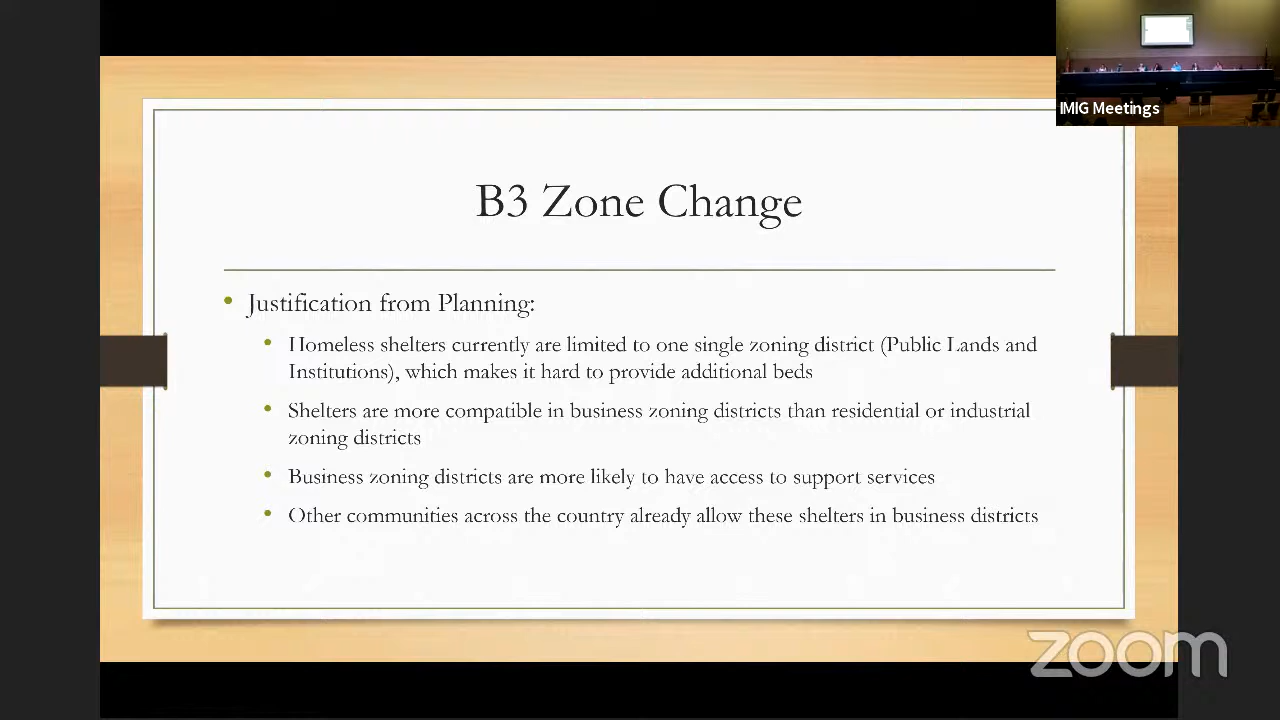 IMIG Meetings
B3 Zone Change
• Justification from Planning:
• Homeless shelters currently are limited to one single zoning district (Public Lands and
Institutions), which makes it hard to provide additional beds
• Shelters are more compatible in business zoning districts than residential or industrial
zoning districts
• Business zoning districts are more likely to have access to support services
• Other communities across the country already allow these shelters in business districts
zoom